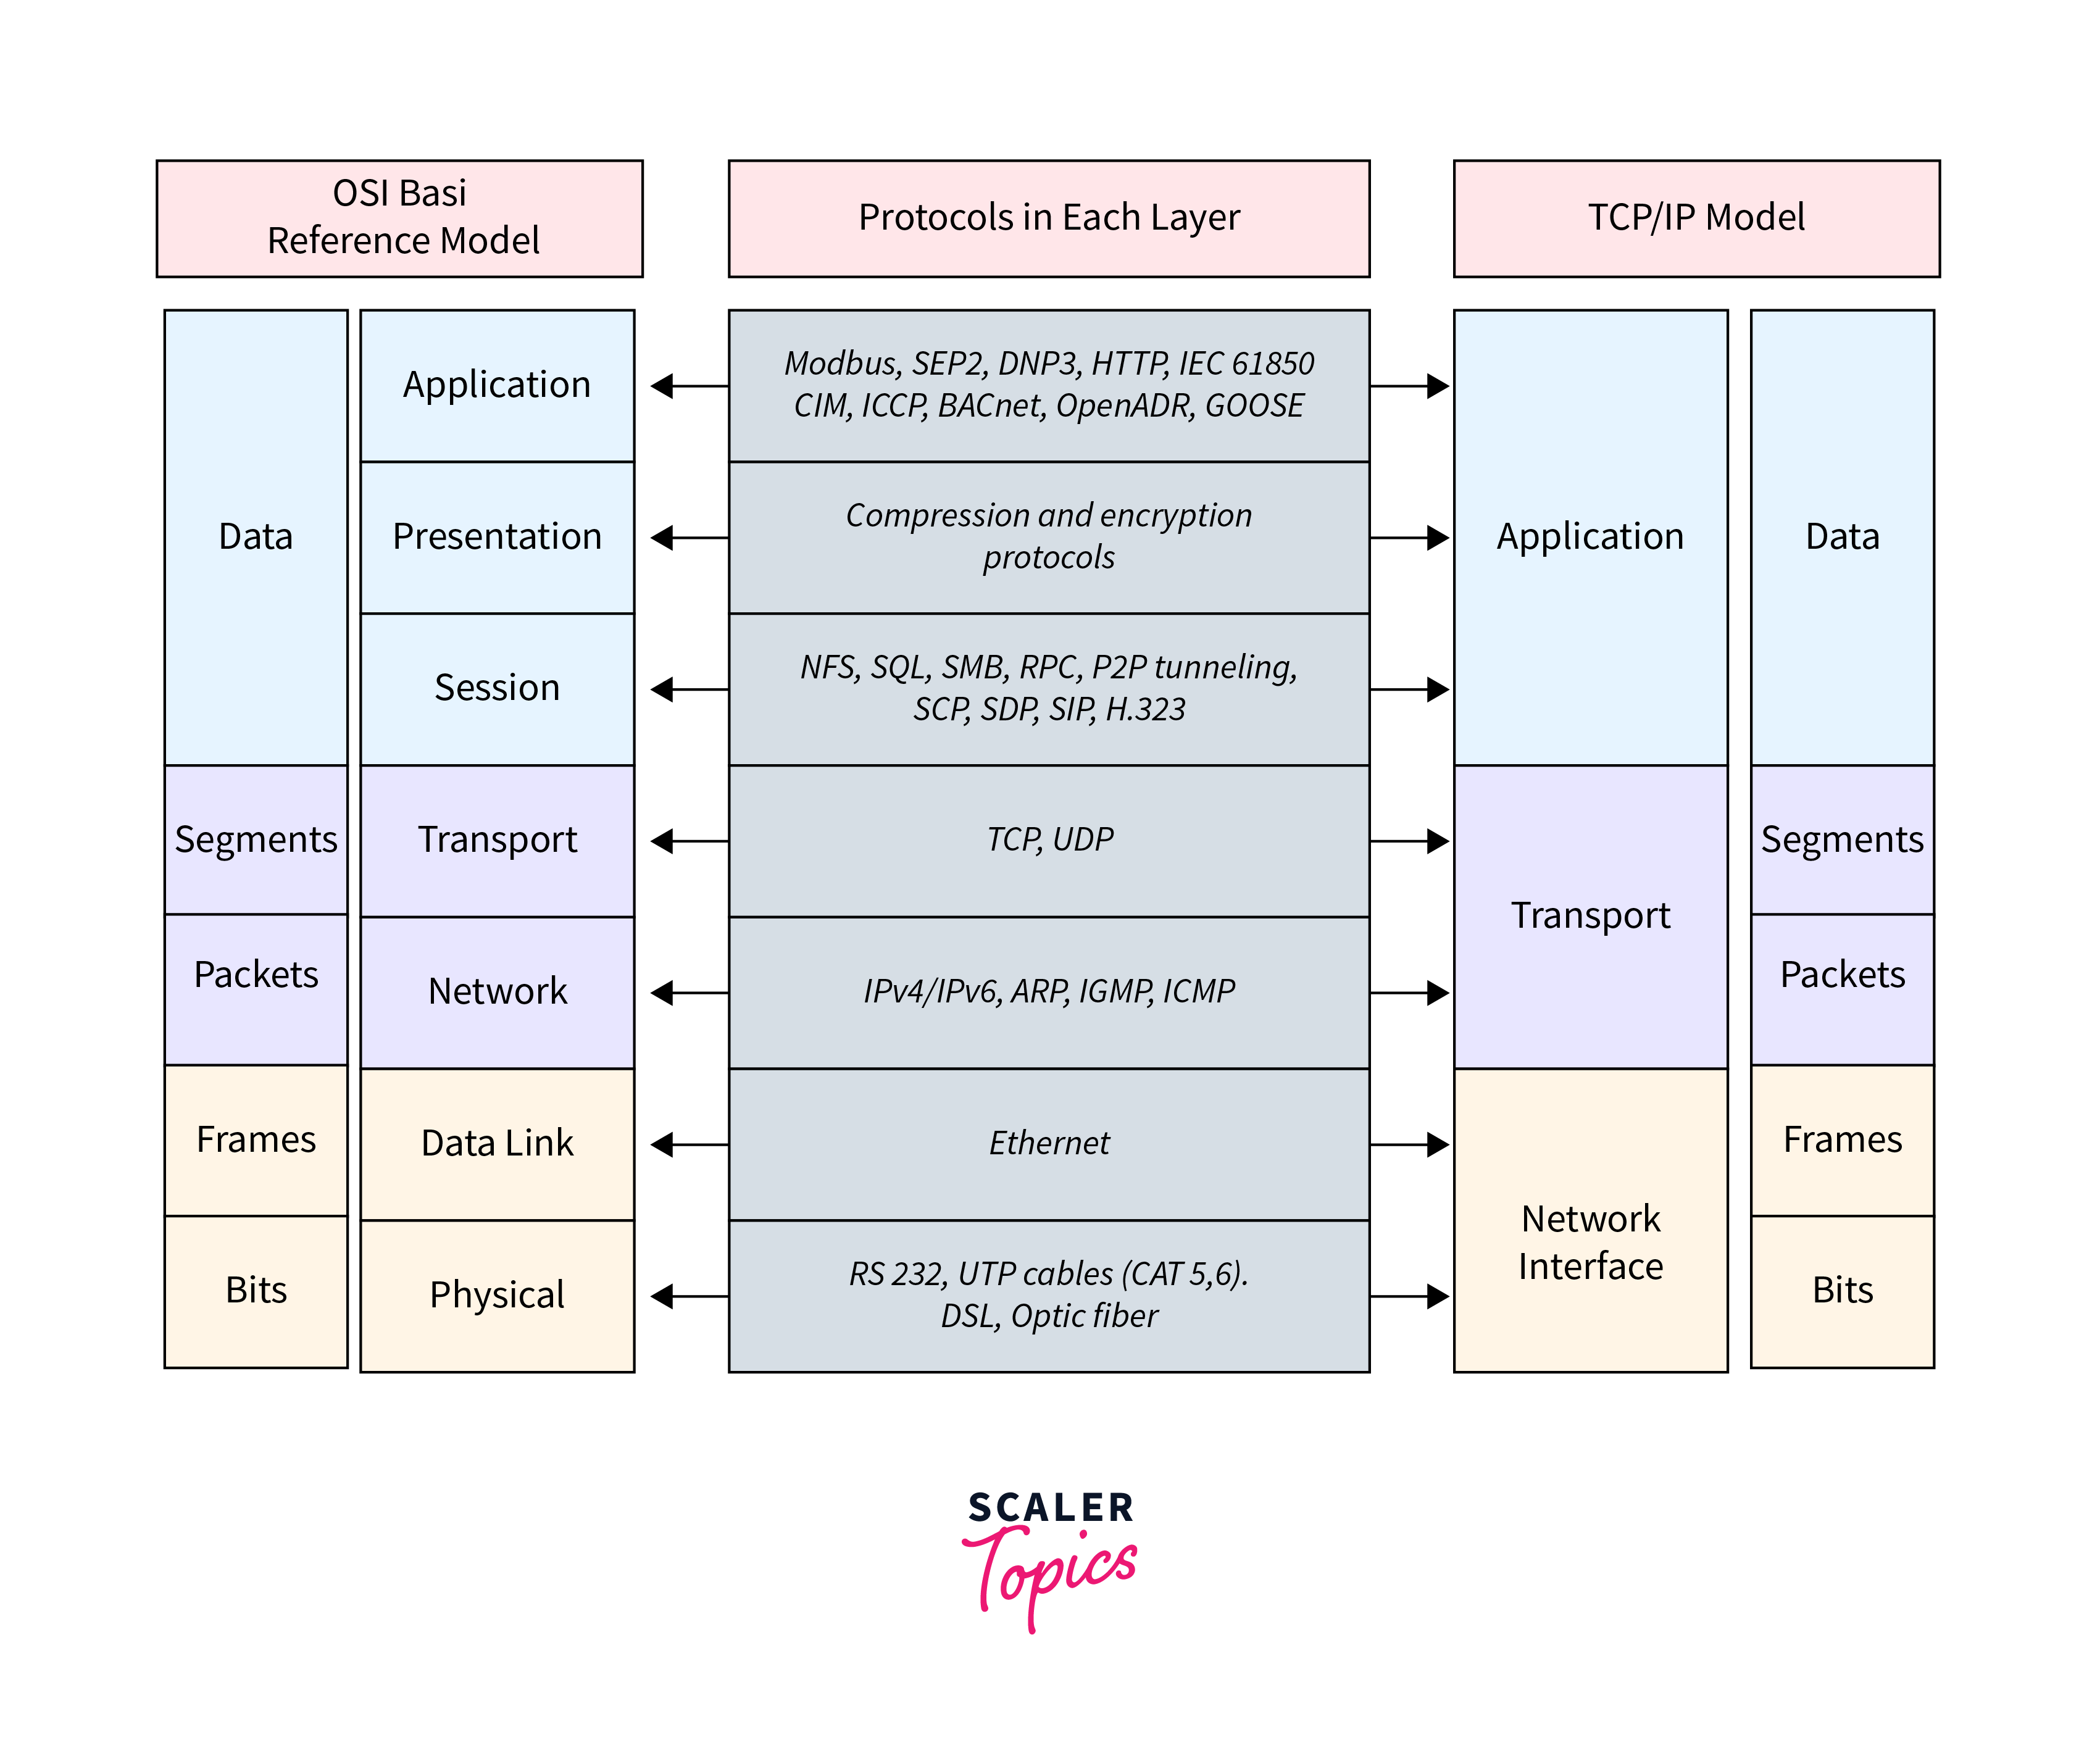 OSI Basi
Reference Model
Protocols in Each Layer
TCP/IP Model
Data
Application
Modbus, SEP2, DNP3, HTTP, IEC 61850
CIM, ICCP, BACnet, OpenADR, GOOSE
Application
Data
Presentation
Compression and encryption
protocols
Session
NFS, SQL, SMB, RPC, P2P tunneling,
SCP, SDP, SIP, H.323
Segments
Transport
TCP, UDP
Transport
Segments
Packets
Network
IPv4/IPv6, ARP, IGMP, ICMP
Packets
Frames
Data Link
Ethernet
Network
Interface
Frames
Bits
Physical
RS 232, UTP cables (CAT 5,6).
DSL, Optic fiber
Bits
SCALER
Topics